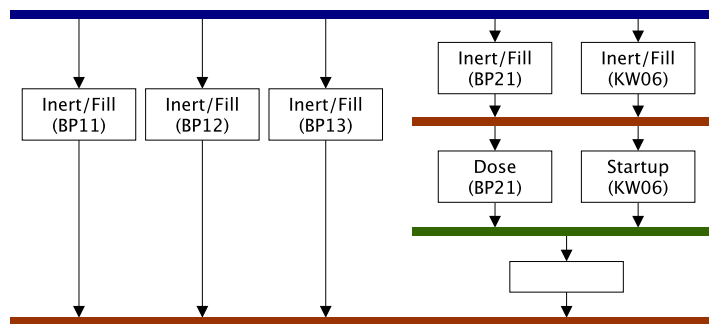 Inert/Fill
(BP21)
Inert/Fill
(KW06)
Inert/Fill
(BP11)
Inert/Fill
(BP12)
Inert/Fill
(BP13)
Dose
(BP21)
Startup
(KW06)